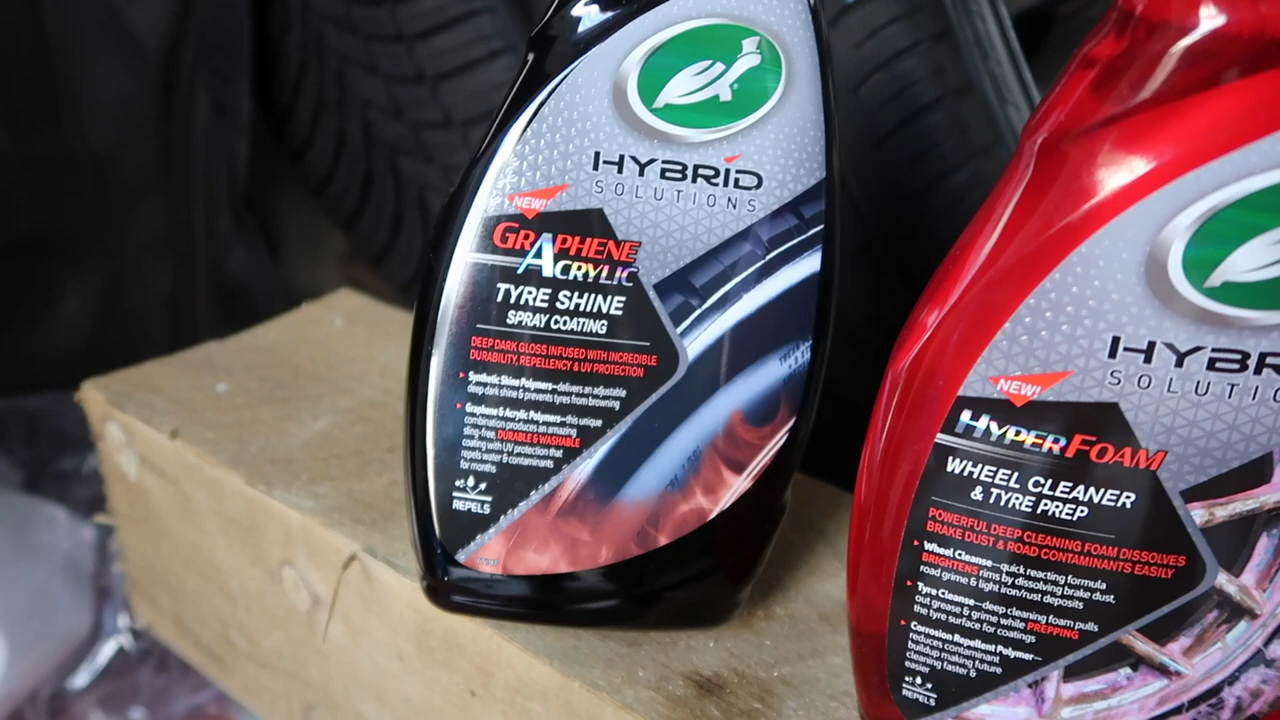 HYBRID
SOLUTIONS
NEW!
GRAPHENE
ACRYLIC
TYRE SHINE
SPRAY COATING
DEEP DARK GLOSS INFUSED WITH INCREDIBLE
DURABILITY, REPELLENCY & UV PROTECTION
Synthetic Shine Polymers—delivers an adjustable
deep dark shine & prevents tyres from browning
Graphene & Acrylic Polymers—this unique
combination produces an amazing
sling-free, DURABLE & WASHABLE
coating with UV protection that
repels water & contaminants
for months
REPELS
HYBR
SOLUTIO
NEW!
HYPERFOAM
WHEEL CLEANER
& TYRE PREP
POWERFUL DEEP CLEANING FOAM DISSOLVES
BRAKE DUST & ROAD CONTAMINANTS EASILY
Wheel Cleanse—quick reacting formula
BRIGHTENS rims by dissolving brake dust,
road grime & light iron/rust deposits
Tyre Cleanse—deep cleaning foam pulls
out grease & grime while PREPPING
the tyre surface for coatings
Corrosion Repellent Polymer—
reduces contaminant
buildup making future
cleaning faster &
easier
REPELS